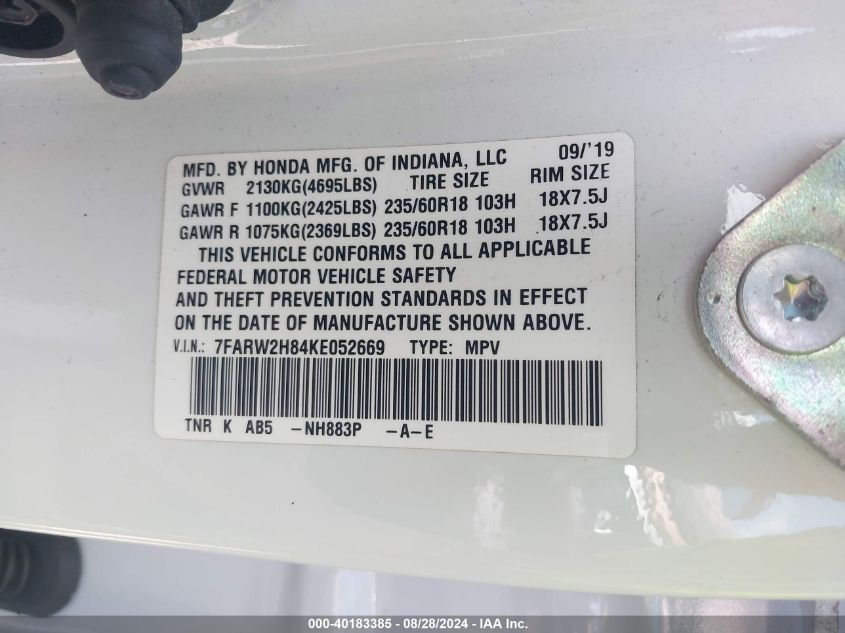 MFD. BY HONDA MFG. OF INDIANA, LLC 09/'19
GVWR 2130KG(4695LBS) TIRE SIZE RIM SIZE
GAWR F 1100KG(2425LBS) 235/60R18 103H 18X7.5J
GAWR R 1075KG(2369LBS) 235/60R18 103H 18X7.5J
THIS VEHICLE CONFORMS TO ALL APPLICABLE
FEDERAL MOTOR VEHICLE SAFETY
AND THEFT PREVENTION STANDARDS IN EFFECT
ON THE DATE OF MANUFACTURE SHOWN ABOVE.
V.I.N.: 7FARW2H84KE052669 TYPE: MPV
TNR K AB5 -NH883P -A-E
000-40183385 - 08/28/2024 - IAA Inc.